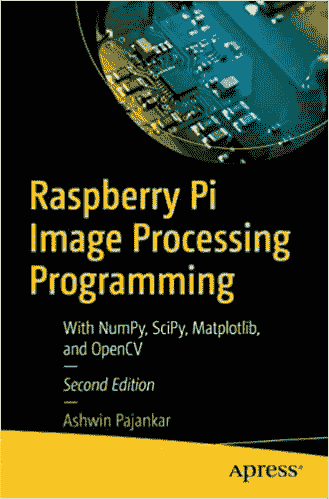 Raspberry Pi
Image Processing
Programming
With NumPy, SciPy, Matplotlib,
and OpenCV
Second Edition
Ashwin Pajankar
Apress®